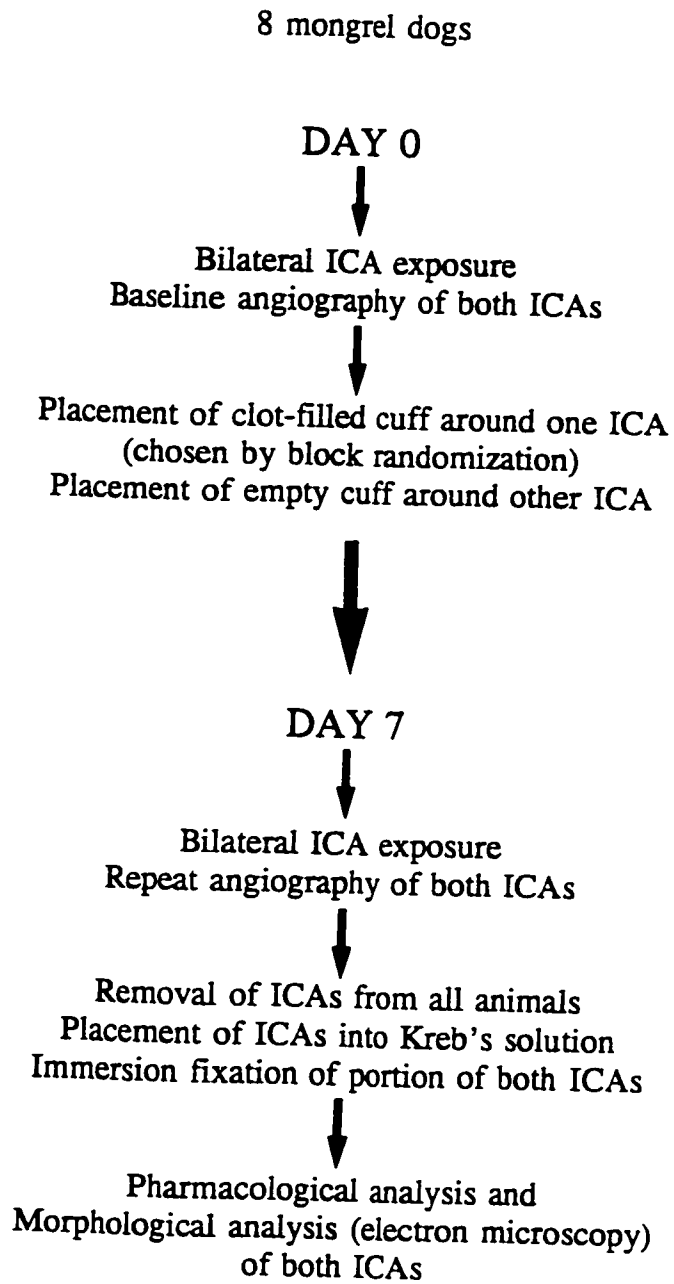 8 mongrel dogs
DAY 0
Bilateral ICA exposure
Baseline angiography of both ICAs
Placement of clot-filled cuff around one ICA
(chosen by block randomization)
Placement of empty cuff around other ICA
DAY 7
Bilateral ICA exposure
Repeat angiography of both ICAs
Removal of ICAs from all animals
Placement of ICAs into Kreb's solution
Immersion fixation of portion of both ICAs
Pharmacological analysis and
Morphological analysis (electron microscopy)
of both ICAs